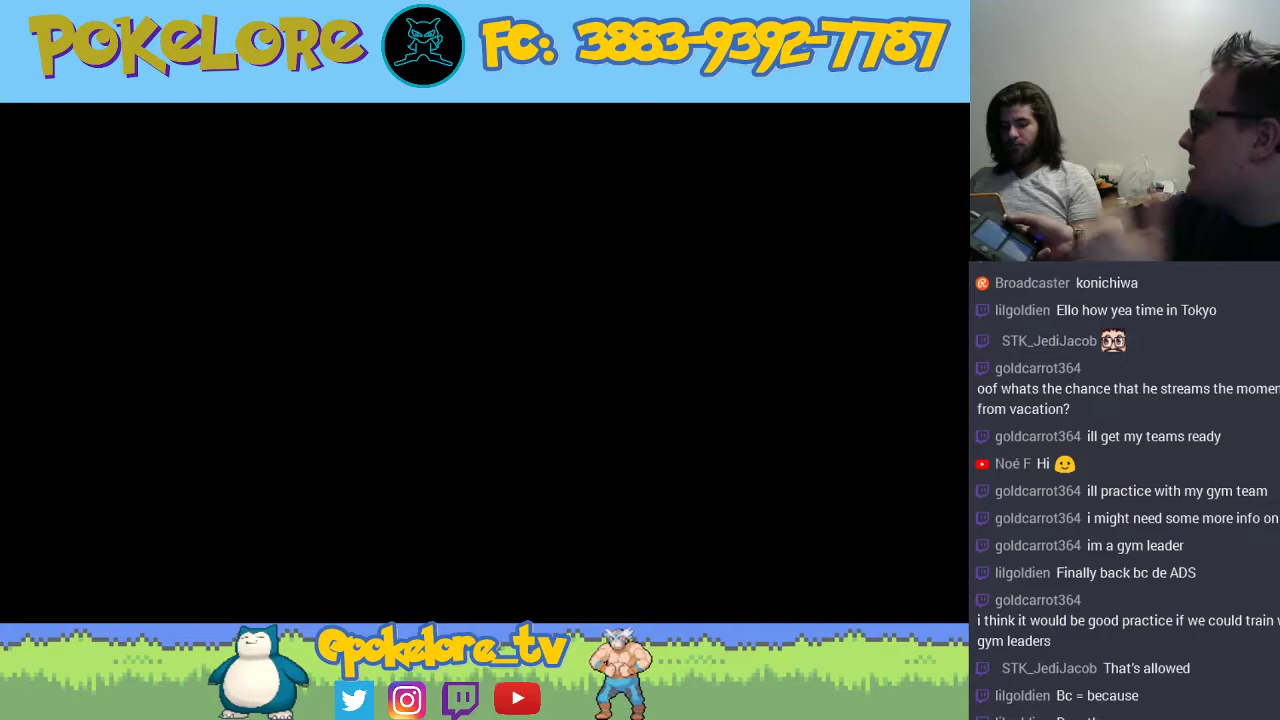 POKELORE FC: 3883-9392-7787
Broadcaster konichiwa
lilgoldien Ello how yea time in Tokyo
STK_JediJacob
goldcarrot364
oof whats the chance that he streams the momen
from vacation?
goldcarrot364 ill get my teams ready
Noé F Hi
goldcarrot364 ill practice with my gym team
goldcarrot364 i might need some more info on
goldcarrot364 im a gym leader
lilgoldien Finally back bc de ADS
goldcarrot364
i think it would be good practice if we could train
gym leaders
STK_JediJacob That's allowed
lilgoldien Bc = because
@pokelore_tv